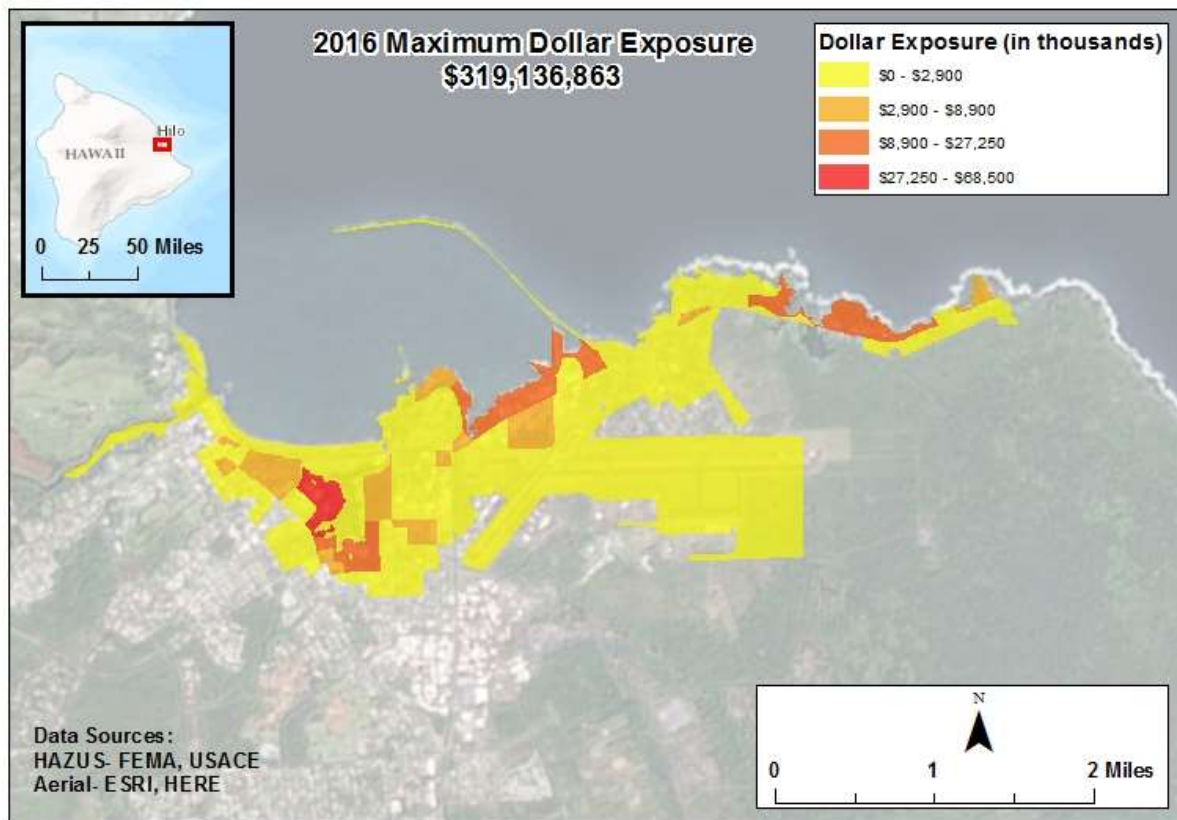 2016 Maximum Dollar Exposure
$319,136,863
Hilo
HAWAII
0 25 50 Miles
Dollar Exposure (in thousands)
$0 - $2,900
$2,900 - $8,900
$8,900 - $27,250
$27,250 - $68,500
Data Sources:
HAZUS- FEMA, USACE
Aerial- ESRI, HERE
N
0 1 2 Miles